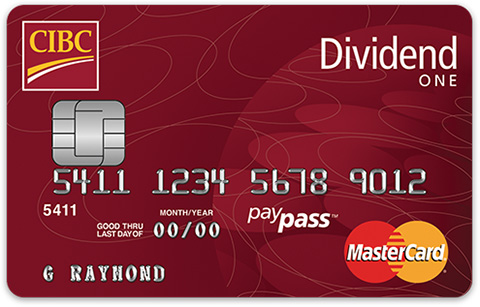 CIBC
Dividend
ONE
5411 1234 5678 9012
5411
MONTH/YEAR
GOOD THRU
LAST DAY OF
00/00
paypass™
G RAYMOND
MasterCard